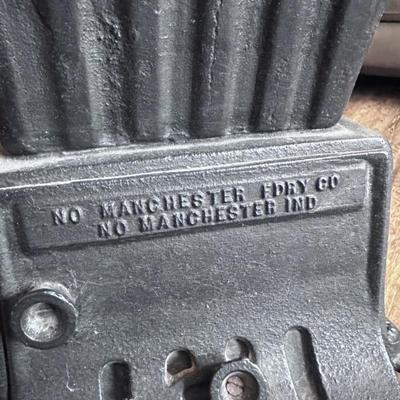 NO MANCHESTER FDRY CO
NO MANCHESTER IND